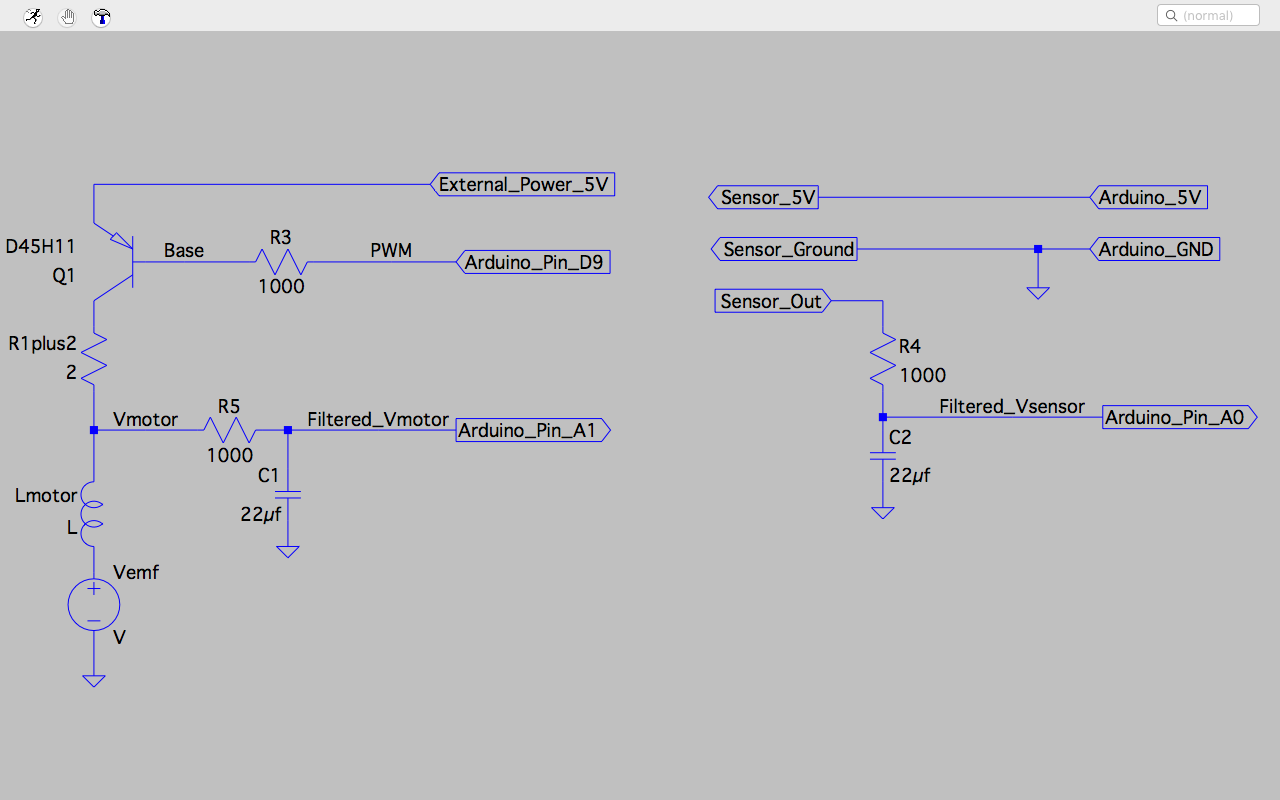 (normal)
External_Power_5V
D45H11
Q1
Base
R3
1000
PWM
Arduino_Pin_D9
R1plus2
2
Vmotor
R5
1000
Filtered_Vmotor
Arduino_Pin_A1
C1
22µf
Lmotor
L
Vemf
V
Sensor_5V
Arduino_5V
Sensor_Ground
Arduino_GND
Sensor_Out
R4
1000
Filtered_Vsensor
Arduino_Pin_A0
C2
22µf